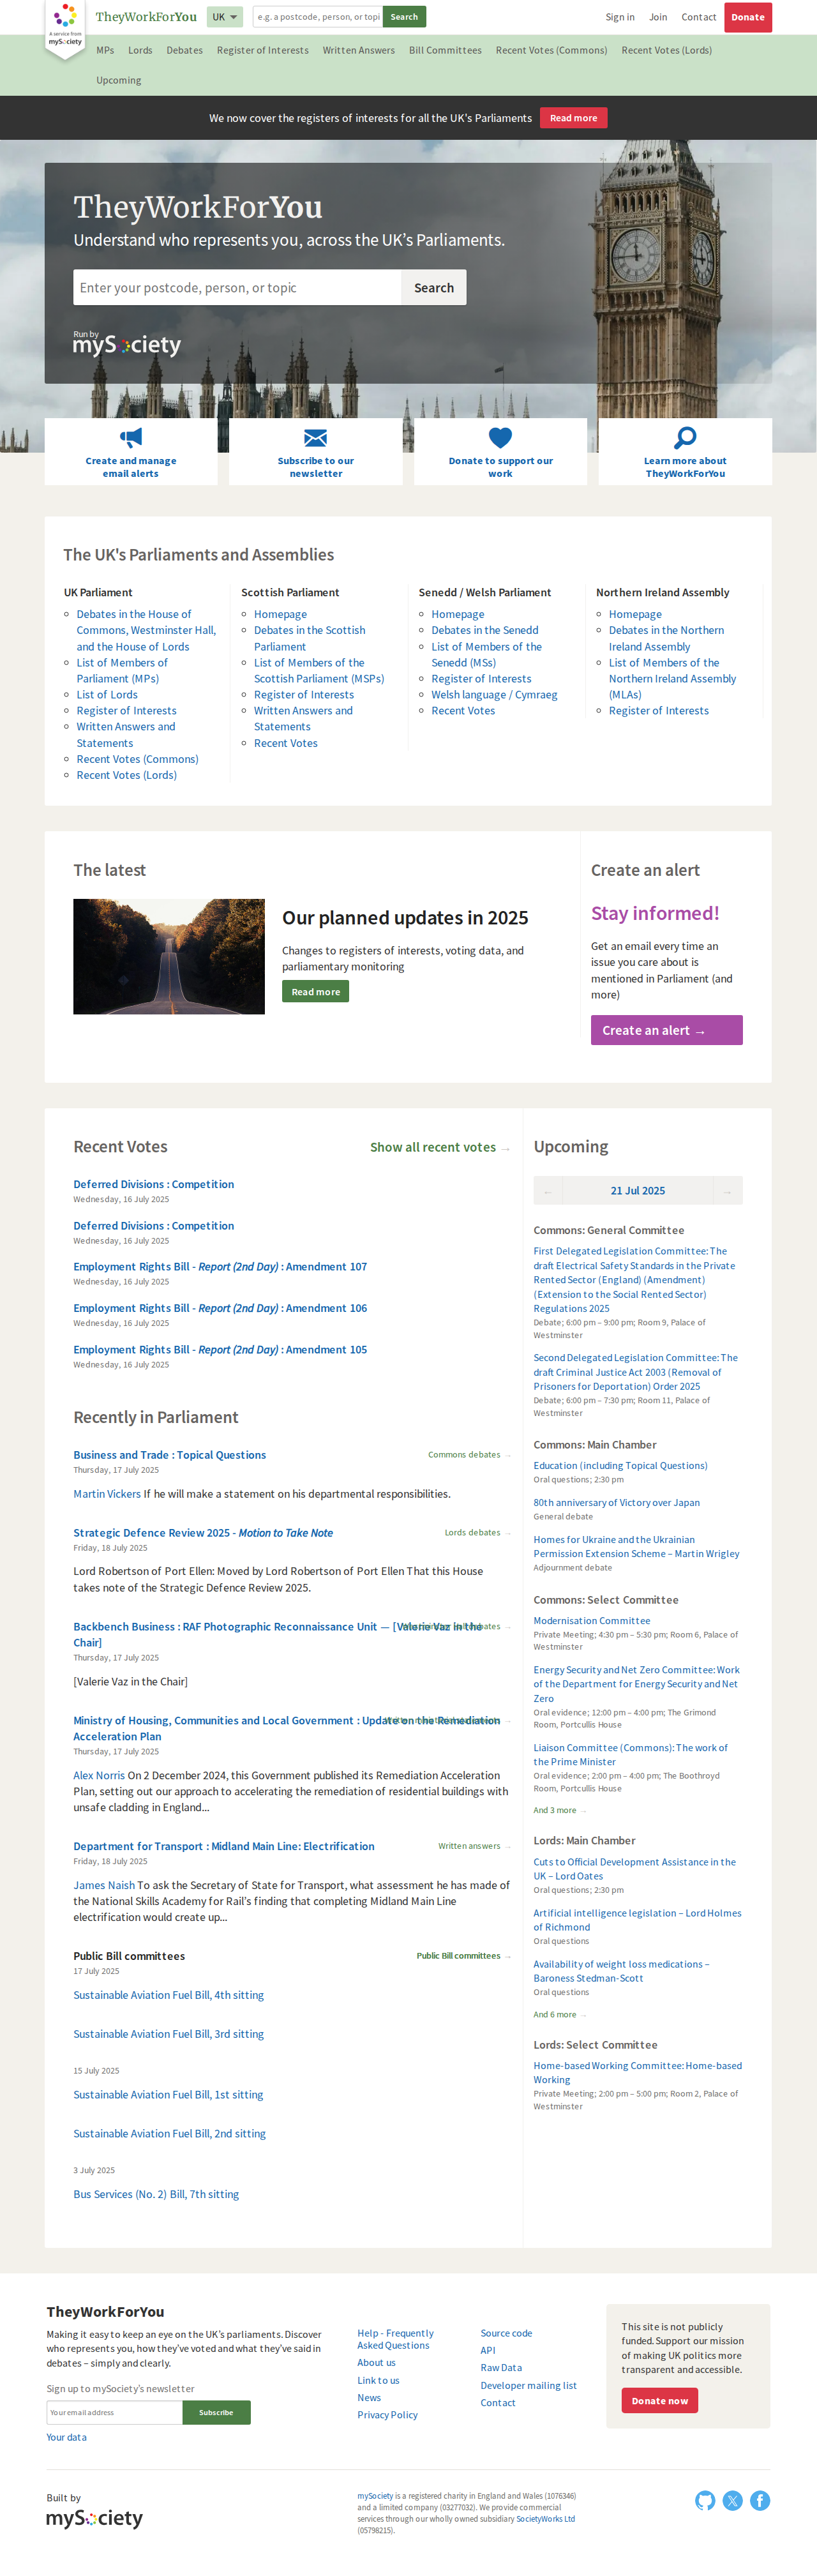 TheyWorkForYou
UK
e.g. a postcode, person, or topi
Search
Sign in
Join
Contact
Donate
A service from
mySociety
MPs
Lords
Debates
Register of Interests
Written Answers
Bill Committees
Recent Votes (Commons)
Recent Votes (Lords)
Upcoming
We now cover the registers of interests for all the UK's Parliaments
Read more
TheyWorkForYou
Understand who represents you, across the UK’s Parliaments.
Enter your postcode, person, or topic
Search
Run by
mySociety
Create and manage
email alerts
Subscribe to our
newsletter
Donate to support our
work
Learn more about
TheyWorkForYou
The UK's Parliaments and Assemblies
UK Parliament
Debates in the House of
Commons, Westminster Hall,
and the House of Lords
List of Members of
Parliament (MPs)
List of Lords
Register of Interests
Written Answers and
Statements
Recent Votes (Commons)
Recent Votes (Lords)
Scottish Parliament
Homepage
Debates in the Scottish
Parliament
List of Members of the
Scottish Parliament (MSPs)
Register of Interests
Written Answers and
Statements
Recent Votes
Senedd / Welsh Parliament
Homepage
Debates in the Senedd
List of Members of the
Senedd (MSs)
Register of Interests
Welsh language / Cymraeg
Recent Votes
Northern Ireland Assembly
Homepage
Debates in the Northern
Ireland Assembly
List of Members of the
Northern Ireland Assembly
(MLAs)
Register of Interests
The latest
Our planned updates in 2025
Changes to registers of interests, voting data, and
parliamentary monitoring
Read more
Create an alert
Stay informed!
Get an email every time an
issue you care about is
mentioned in Parliament (and
more)
Create an alert →
Recent Votes
Show all recent votes →
Deferred Divisions : Competition
Wednesday, 16 July 2025
Deferred Divisions : Competition
Wednesday, 16 July 2025
Employment Rights Bill - Report (2nd Day) : Amendment 107
Wednesday, 16 July 2025
Employment Rights Bill - Report (2nd Day) : Amendment 106
Wednesday, 16 July 2025
Employment Rights Bill - Report (2nd Day) : Amendment 105
Wednesday, 16 July 2025
Recently in Parliament
Business and Trade : Topical Questions
Commons debates →
Thursday, 17 July 2025
Martin Vickers If he will make a statement on his departmental responsibilities.
Strategic Defence Review 2025 - Motion to Take Note
Lords debates →
Friday, 18 July 2025
Lord Robertson of Port Ellen: Moved by Lord Robertson of Port Ellen That this House
takes note of the Strategic Defence Review 2025.
Backbench Business : RAF Photographic Reconnaissance Unit — [Valerie Vaz in the
Chair]
Thursday, 17 July 2025
[Valerie Vaz in the Chair]
Ministry of Housing, Communities and Local Government : Update on the Remediation
Acceleration Plan
Thursday, 17 July 2025
Alex Norris On 2 December 2024, this Government published its Remediation Acceleration
Plan, setting out our approach to accelerating the remediation of residential buildings with
unsafe cladding in England...
Department for Transport : Midland Main Line: Electrification
Written answers →
Friday, 18 July 2025
James Naish To ask the Secretary of State for Transport, what assessment he has made of
the National Skills Academy for Rail’s finding that completing Midland Main Line
electrification would create up...
Public Bill committees
Public Bill committees →
17 July 2025
Sustainable Aviation Fuel Bill, 4th sitting
Sustainable Aviation Fuel Bill, 3rd sitting
15 July 2025
Sustainable Aviation Fuel Bill, 1st sitting
Sustainable Aviation Fuel Bill, 2nd sitting
3 July 2025
Bus Services (No. 2) Bill, 7th sitting
Upcoming
← 21 Jul 2025 →
Commons: General Committee
First Delegated Legislation Committee: The
draft Electrical Safety Standards in the Private
Rented Sector (England) (Amendment)
(Extension to the Social Rented Sector)
Regulations 2025
Debate; 6:00 pm – 9:00 pm; Room 9, Palace of
Westminster
Second Delegated Legislation Committee: The
draft Criminal Justice Act 2003 (Removal of
Prisoners for Deportation) Order 2025
Debate; 6:00 pm – 7:30 pm; Room 11, Palace of
Westminster
Commons: Main Chamber
Education (including Topical Questions)
Oral questions; 2:30 pm
80th anniversary of Victory over Japan
General debate
Homes for Ukraine and the Ukrainian
Permission Extension Scheme – Martin Wrigley
Adjournment debate
Commons: Select Committee
Modernisation Committee
Private Meeting; 4:30 pm – 5:30 pm; Room 6, Palace of
Westminster
Energy Security and Net Zero Committee: Work
of the Department for Energy Security and Net
Zero
Oral evidence; 12:00 pm – 4:00 pm; The Grimond
Room, Portcullis House
Liaison Committee (Commons): The work of
the Prime Minister
Oral evidence; 2:00 pm – 4:00 pm; The Boothroyd
Room, Portcullis House
And 3 more →
Lords: Main Chamber
Cuts to Official Development Assistance in the
UK – Lord Oates
Oral questions; 2:30 pm
Artificial intelligence legislation – Lord Holmes
of Richmond
Oral questions
Availability of weight loss medications –
Baroness Stedman-Scott
Oral questions
And 6 more →
Lords: Select Committee
Home-based Working Committee: Home-based
Working
Private Meeting; 2:00 pm – 5:00 pm; Room 2, Palace of
Westminster
TheyWorkForYou
Making it easy to keep an eye on the UK’s parliaments. Discover
who represents you, how they’ve voted and what they’ve said in
debates – simply and clearly.
Sign up to mySociety’s newsletter
Your email address
Subscribe
Your data
Help - Frequently
Asked Questions
About us
Link to us
News
Privacy Policy
Source code
API
Raw Data
Developer mailing list
Contact
This site is not publicly
funded. Support our mission
of making UK politics more
transparent and accessible.
Donate now
Built by
mySociety
mySociety is a registered charity in England and Wales (1076346)
and a limited company (03277032). We provide commercial
services through our wholly owned subsidiary SocietyWorks Ltd
(05798215).